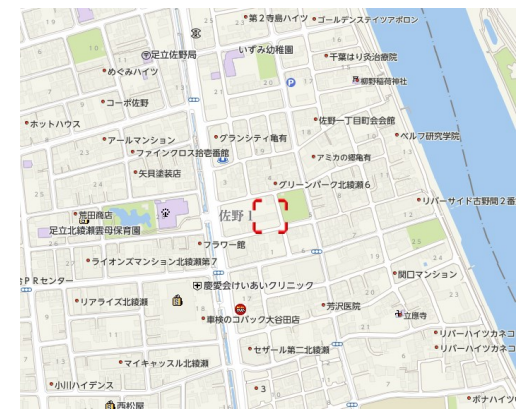 第2寺島ハイツ
ゴールデンステイツアポロン
足立佐野局
いずみ幼稚園
千葉はり灸治療院
めぐみハイツ
柳野稲荷神社
コーポ佐野
佐野一丁目町会会館
ホットハウス
グランシティ亀有
ベルフ研究学院
アールマンション
ファインクロス拾壱番館
アミカの郷亀有
矢貝塗装店
グリーンパーク北綾瀬6
リバーサイド古野間2番
荒田商店
佐野1
足立北綾瀬雲母保育園
フラワー館
ライオンズマンション北綾瀬第7
PRセンター
慶愛会けいあいクリニック
関口マンション
リアライズ北綾瀬
芳沢医院
車検のコバック大谷田店
立應寺
リバーハイツカネコ
セザール第二北綾瀬
リバーハイツカネコ
マイキャッスル北綾瀬
小川ハイデンス
3
西松屋
ボナハイツ